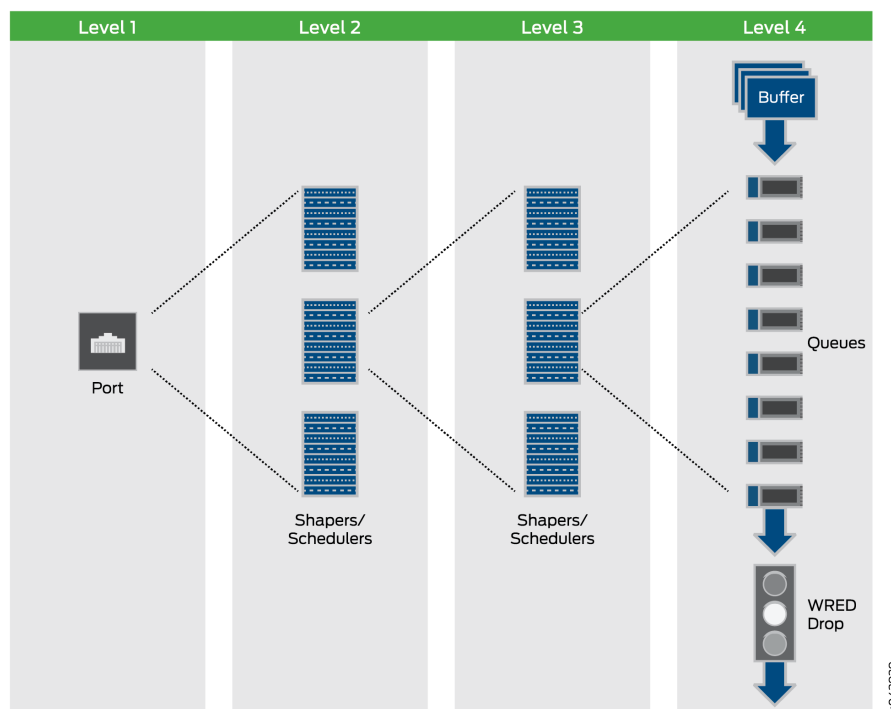 Level 1
Level 2
Level 3
Level 4
Buffer
Queues
Port
Shapers/
Schedulers
Shapers/
Schedulers
WRED
Drop